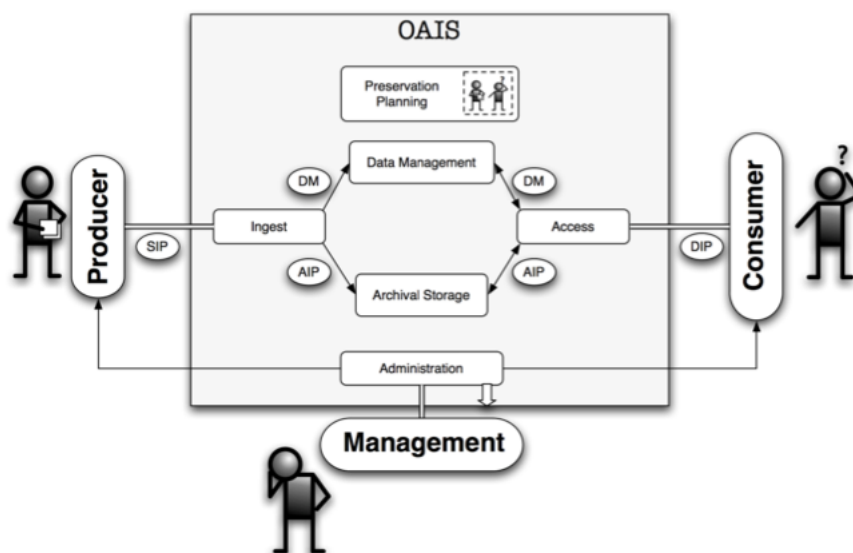 OAIS
Preservation
Planning
?
Data Management
DM
DM
?
Producer
SIP
Ingest
Access
DIP
Consumer
AIP
AIP
Archival Storage
Administration
Management